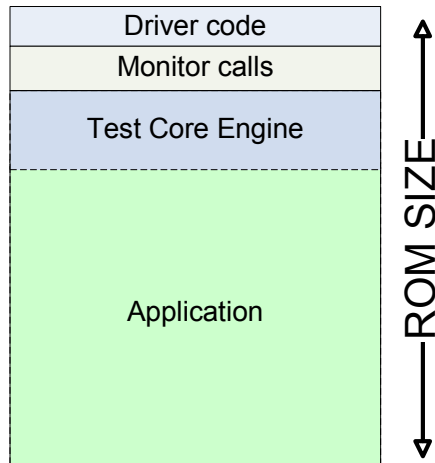 Driver code
Monitor calls
Test Core Engine
Application
ROM SIZE